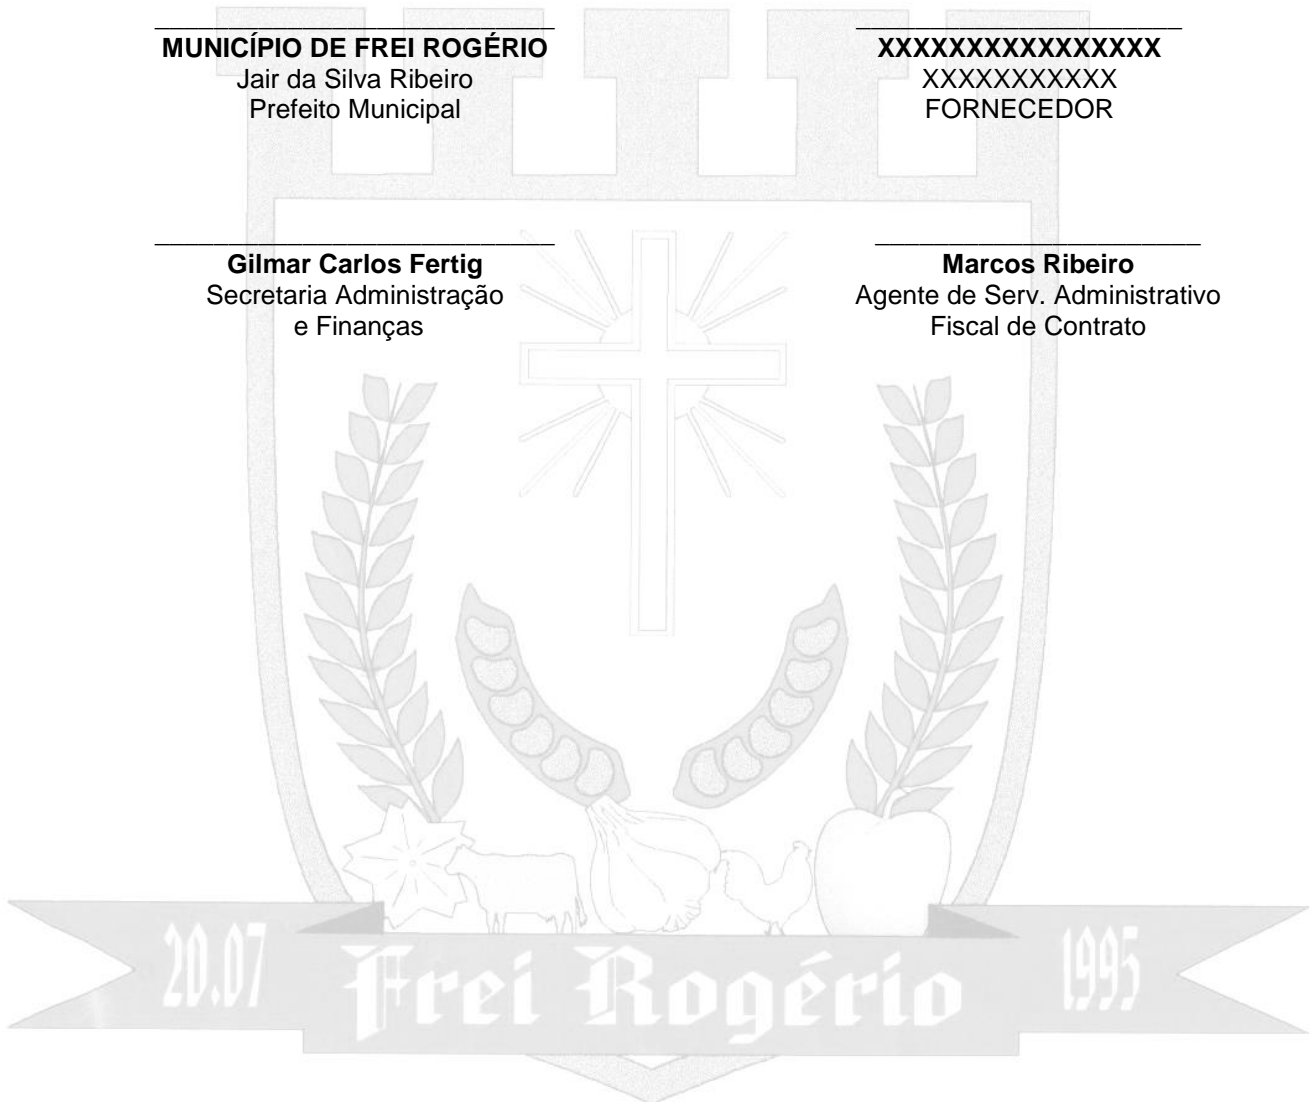 MUNICÍPIO DE FREI ROGÉRIO
Jair da Silva Ribeiro
Prefeito Municipal
XXXXXXXXXXXXXXXX
XXXXXXXXXXX
FORNECEDOR
Gilmar Carlos Fertig
Secretaria Administração
e Finanças
Marcos Ribeiro
Agente de Serv. Administrativo
Fiscal de Contrato
20.07
Frei Rogério
1995